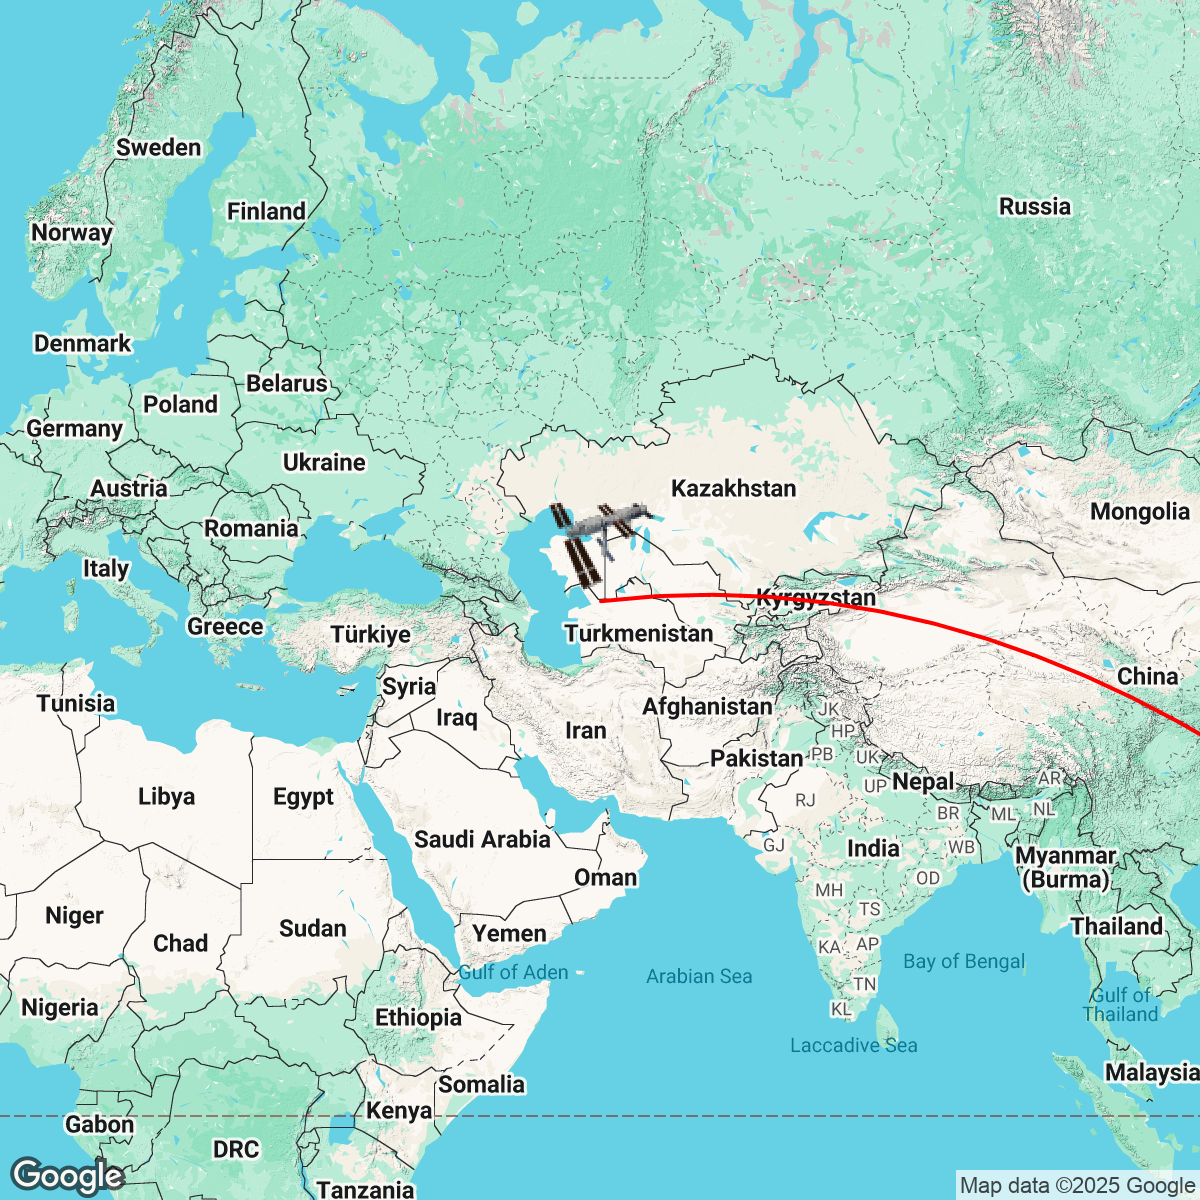 Sweden
Russia
Finland
Norway
Denmark
Belarus
Poland
Germany
Ukraine
Austria
Kazakhstan
Mongolia
Romania
Italy
Kyrgyzstan
Greece
Türkiye
Turkmenistan
China
Syria
Tunisia
Afghanistan
JK
Iraq
Iran
HP
Pakistan
PB
UK
Nepal
UP
AR
Libya
Egypt
RJ
NL
BR
ML
Saudi Arabia
GJ
India
WB
Myanmar
(Burma)
Oman
OD
MH
Niger
TS
Sudan
Yemen
Thailand
Chad
KA
AP
Gulf of Aden
Arabian Sea
Bay of Bengal
TN
Nigeria
KL
Gulf of
Thailand
Ethiopia
Laccadive Sea
Malaysia
Somalia
Kenya
Gabon
DRC
Tanzania
Google
Map data ©2025 Google